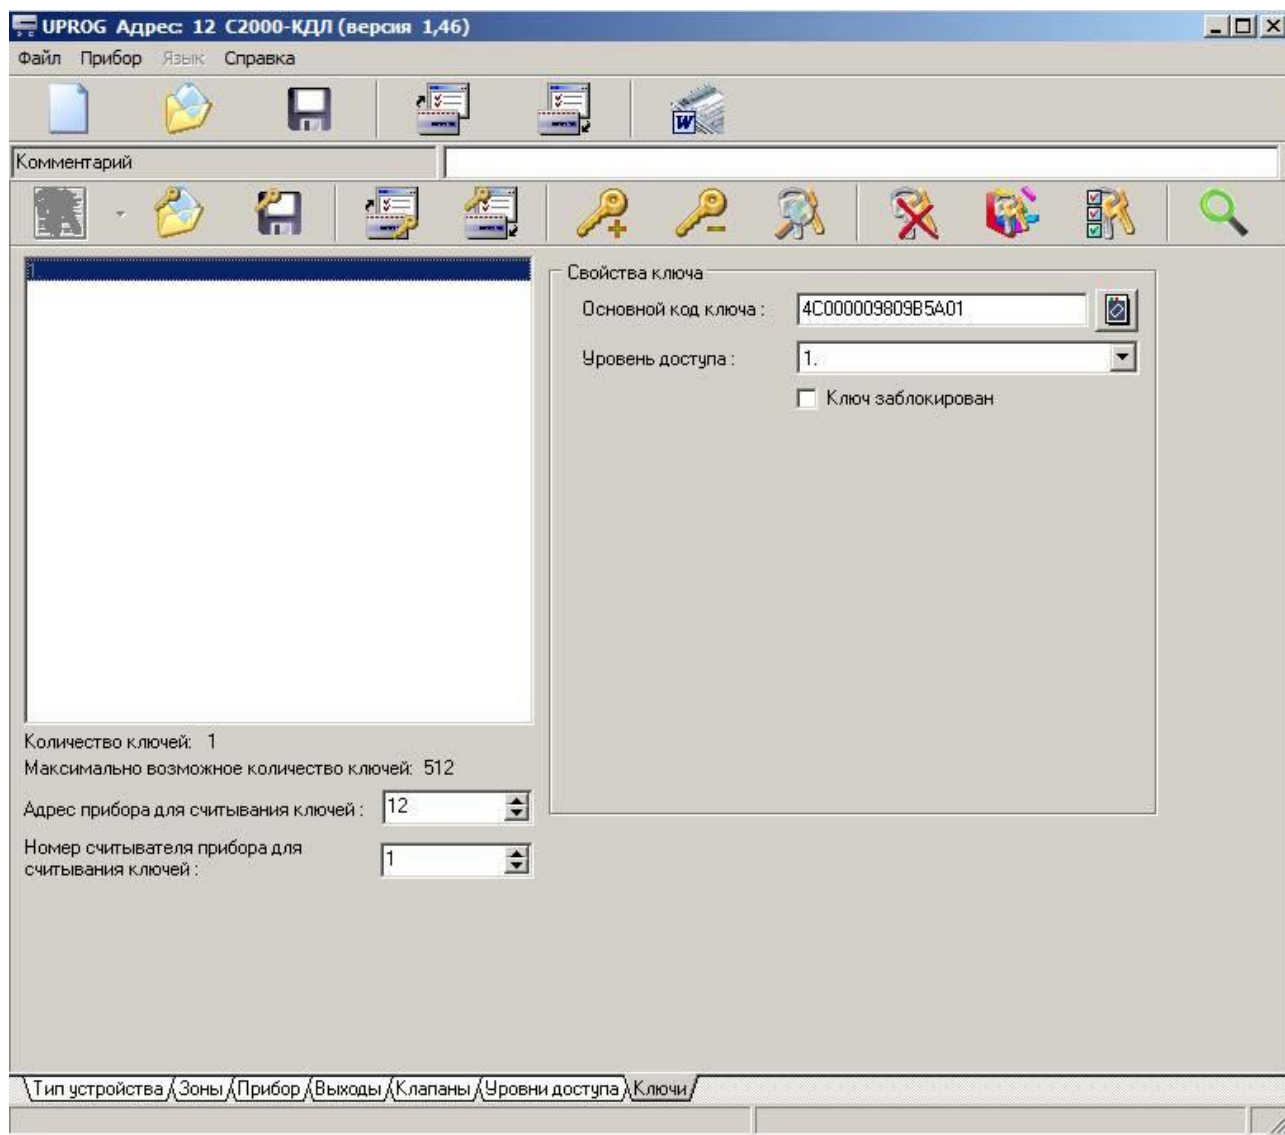 UPROG Адрес: 12 С2000-КДЛ (версия 1,46)
Файл Прибор Язык Справка
W
Комментарий
1
Свойства ключа
Основной код ключа : 4C000009809B5A01
Уровень доступа : 1.
Ключ заблокирован
Количество ключей: 1
Максимально возможное количество ключей: 512
Адрес прибора для считывания ключей : 12
Номер считывателя прибора для
считывания ключей : 1
Тип устройства Зоны Прибор Выходы Клапаны Уровни доступа Ключи